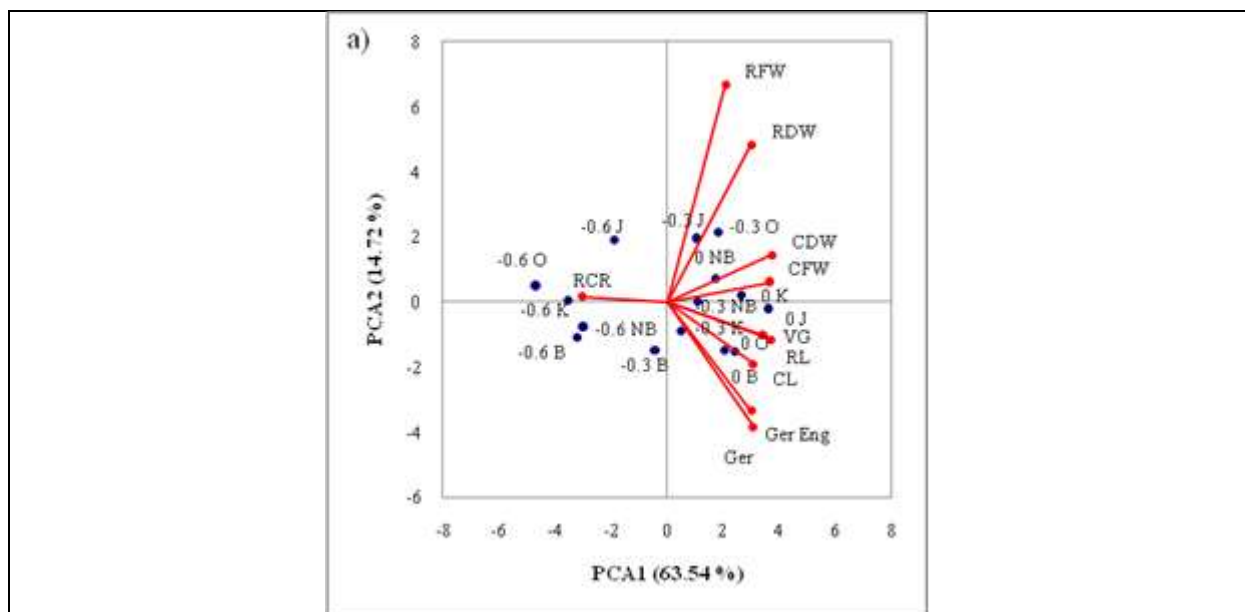 a)
8
RFW
6
RDW
4
-0.6 J
-0.3 J
-0.3 O
2
CDW
0 NB
-0.6 O
RCR
CFW
0
-0.6 K
-0.3 NB
0 K
0 J
-0.6 NB
-0.3 K
VG
-0.6 B
-0.3 B
0 O
RL
-2
0 B
CL
-4
Ger Eng
Ger
-6
-8
-6
-4
-2
0
2
4
6
8
PCA1 (63.54 %)
PCA2 (14.72 %)